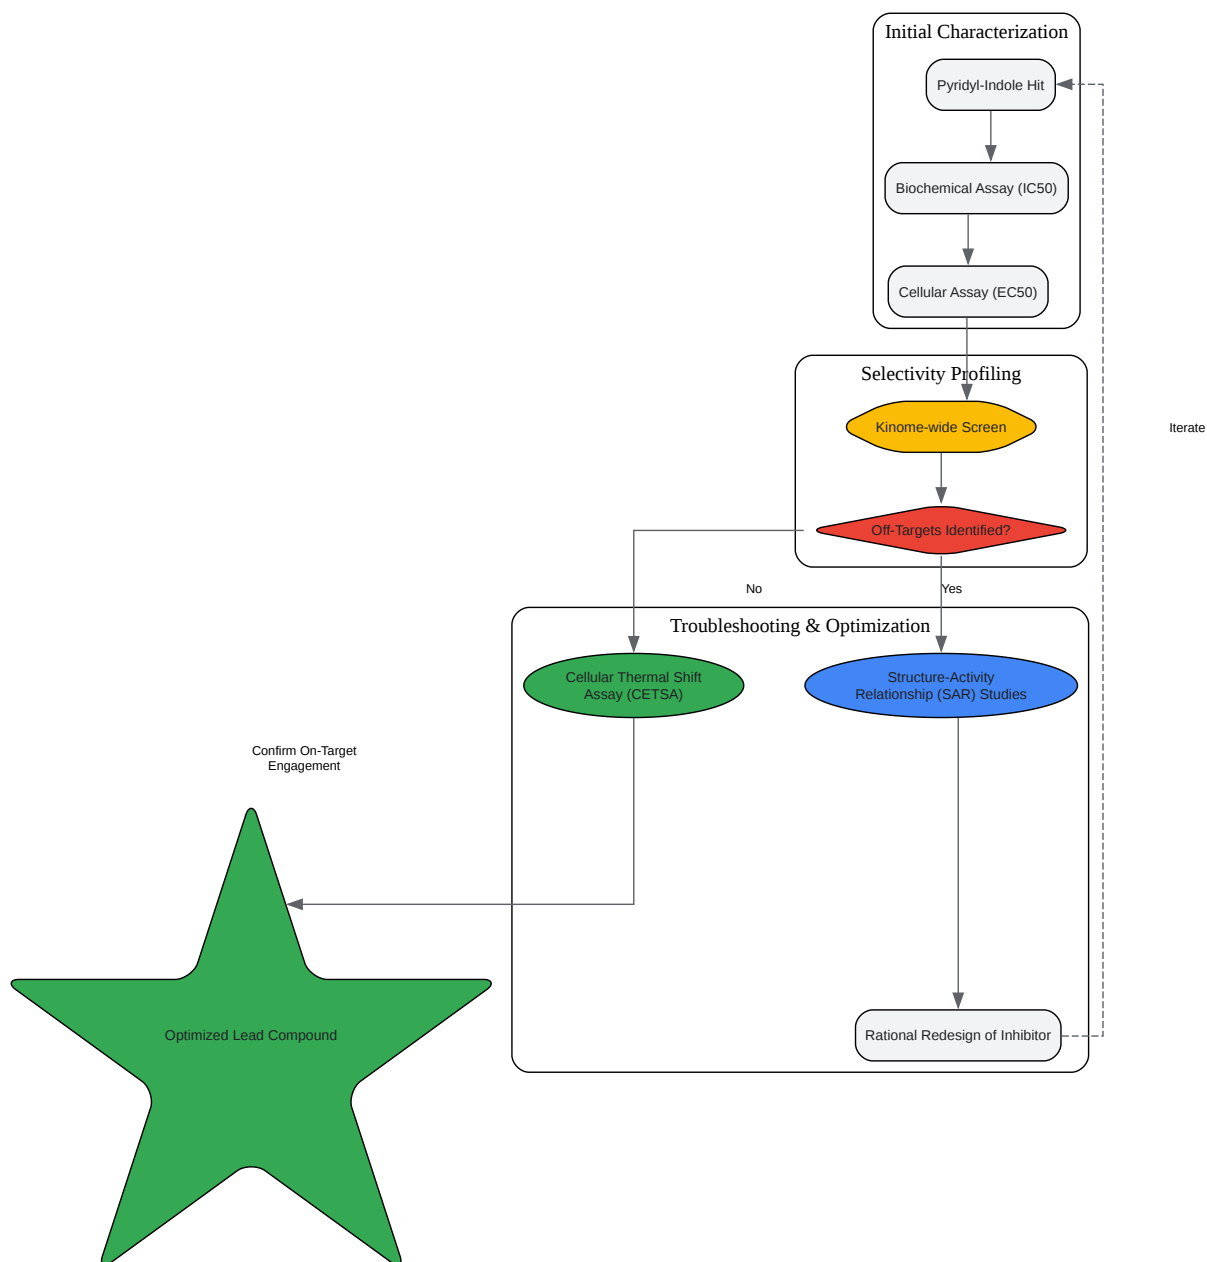 Initial Characterization
Pyridyl-Indole Hit
Biochemical Assay (IC50)
Cellular Assay (EC50)
Selectivity Profiling
Kinome-wide Screen
Iterate
Off-Targets Identified?
No
Yes
Troubleshooting & Optimization
Cellular Thermal Shift
Assay (CETSA)
Structure-Activity
Relationship (SAR) Studies
Confirm On-Target
Engagement
Optimized Lead Compound
Rational Redesign of Inhibitor